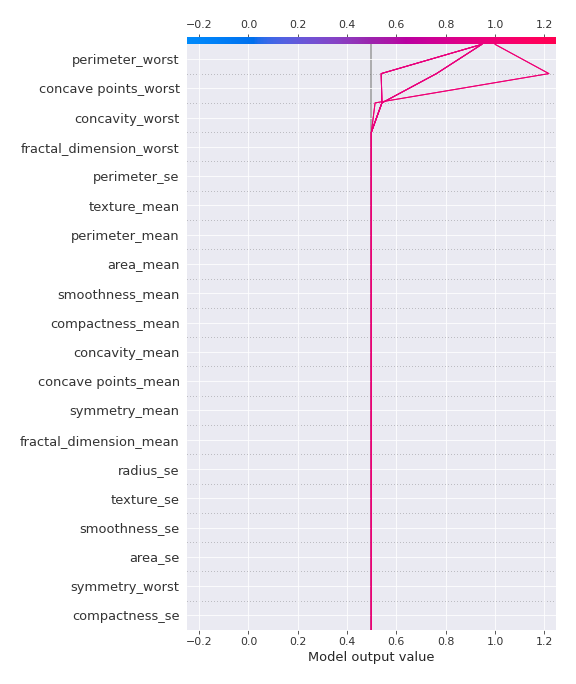 −0.2 0.0 0.2 0.4 0.6 0.8 1.0 1.2
perimeter_worst
concave points_worst
concavity_worst
fractal_dimension_worst
perimeter_se
texture_mean
perimeter_mean
area_mean
smoothness_mean
compactness_mean
concavity_mean
concave points_mean
symmetry_mean
fractal_dimension_mean
radius_se
texture_se
smoothness_se
area_se
symmetry_worst
compactness_se
−0.2 0.0 0.2 0.4 0.6 0.8 1.0 1.2
Model output value